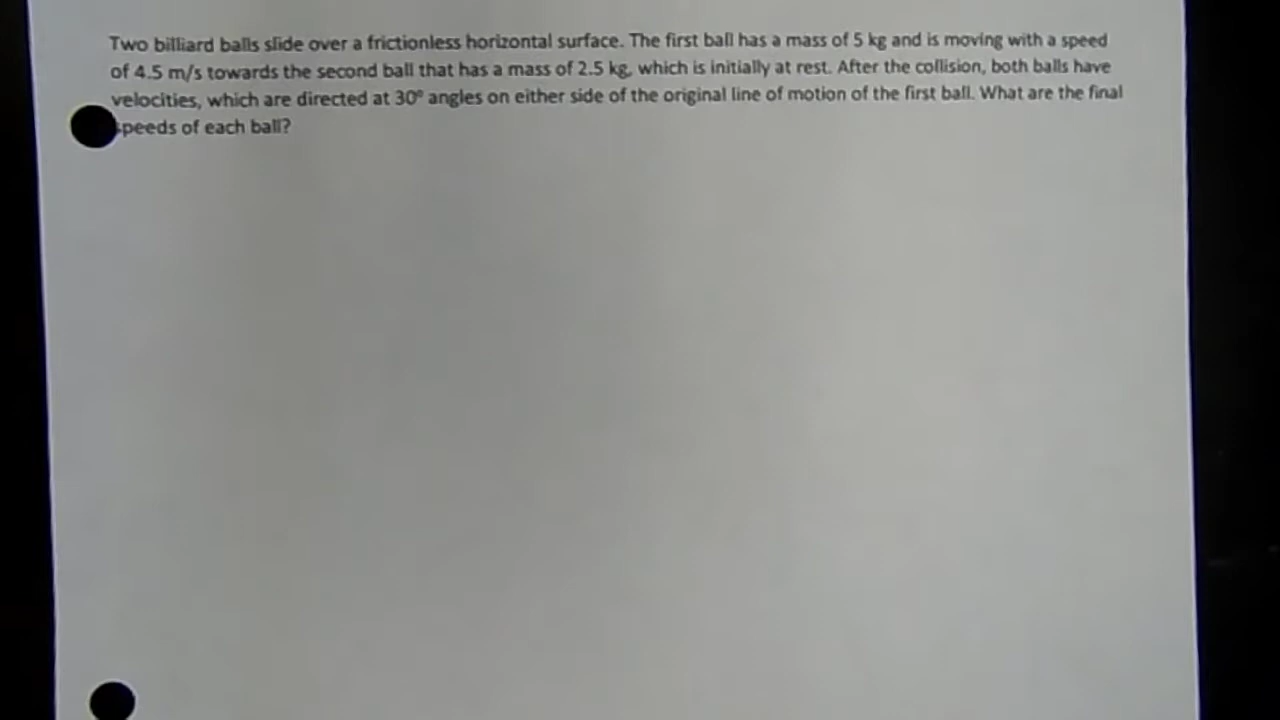 Two billiard balls slide over a frictionless horizontal surface. The first ball has a mass of 5 kg and is moving with a speed
of 4.5 m/s towards the second ball that has a mass of 2.5 kg, which is initially at rest. After the collision, both balls have
velocities, which are directed at 30° angles on either side of the original line of motion of the first ball. What are the final
speeds of each ball?